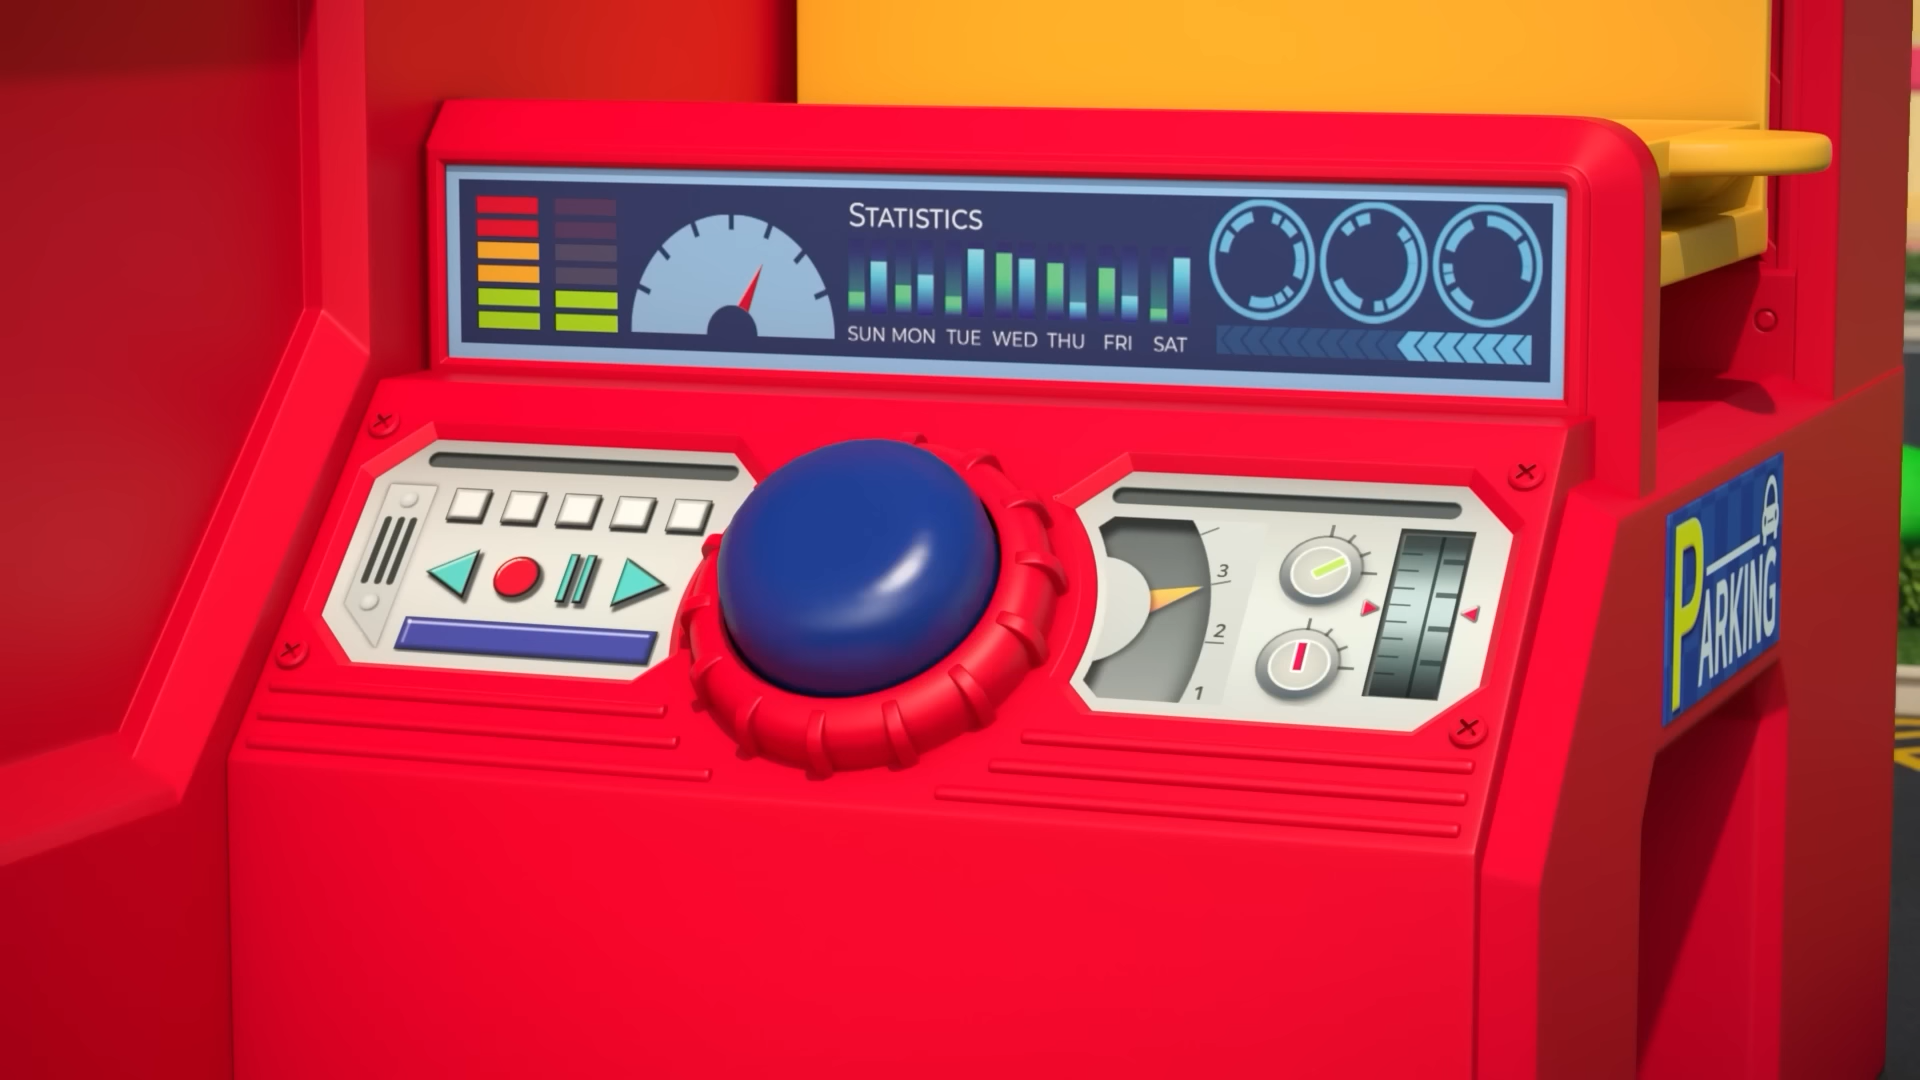 STATISTICS
SUN MON TUE WED THU FRI SAT
3
2
1
PARKING